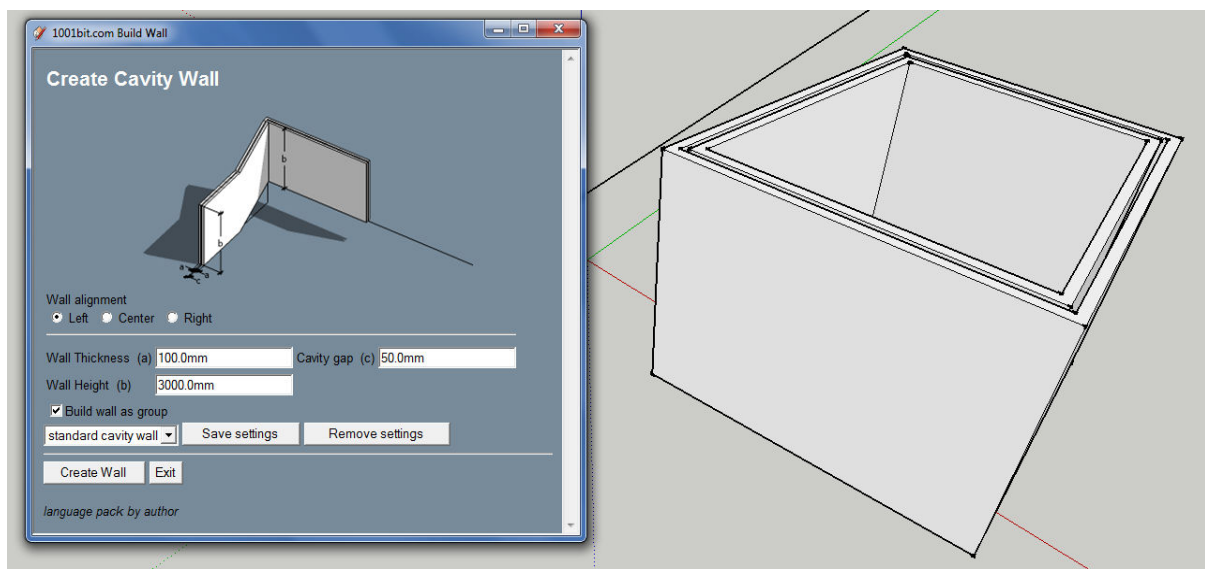 1001bit.com Build Wall
Create Cavity Wall
b
b
a
a
c
Wall alignment
Left Center Right
Wall Thickness (a) 100.0mm Cavity gap (c) 50.0mm
Wall Height (b) 3000.0mm
Build wall as group
standard cavity wall Save settings Remove settings
Create Wall Exit
language pack by author